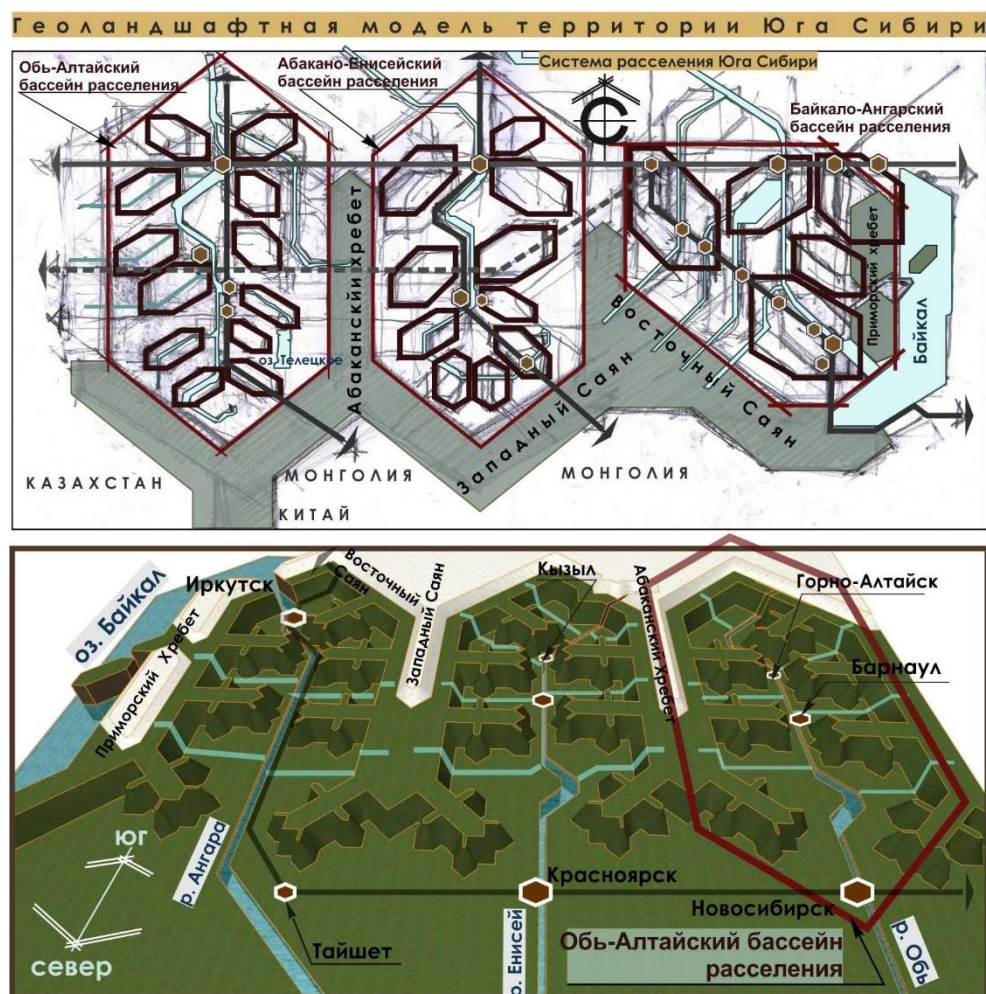 Геоландшафтная модель территории Юга Сибири
Обь-Алтайский
бассейн расселения
Абакано-Енисейский
бассейн расселения
Система расселения Юга Сибири
С
Байкало-Ангарский
бассейн расселения
Абаканский хребет
Приморский хребет
Байкал
Восточный Саян
оз. Телецкое
Западный Саян
КАЗАХСТАН
МОНГОЛИЯ
МОНГОЛИЯ
КИТАЙ
оз. Байкал
Приморский Хребет
Иркутск
Восточный
Саян
Западный Саян
Кызыл
Абаканский Хребет
Горно-Алтайск
Барнаул
юг
север
р. Ангара
Тайшет
Красноярск
р. Енисей
Новосибирск
Обь-Алтайский бассейн
расселения
р. Обь